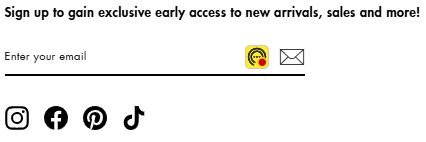 Sign up to gain exclusive early access to new arrivals, sales and more!
Enter your email